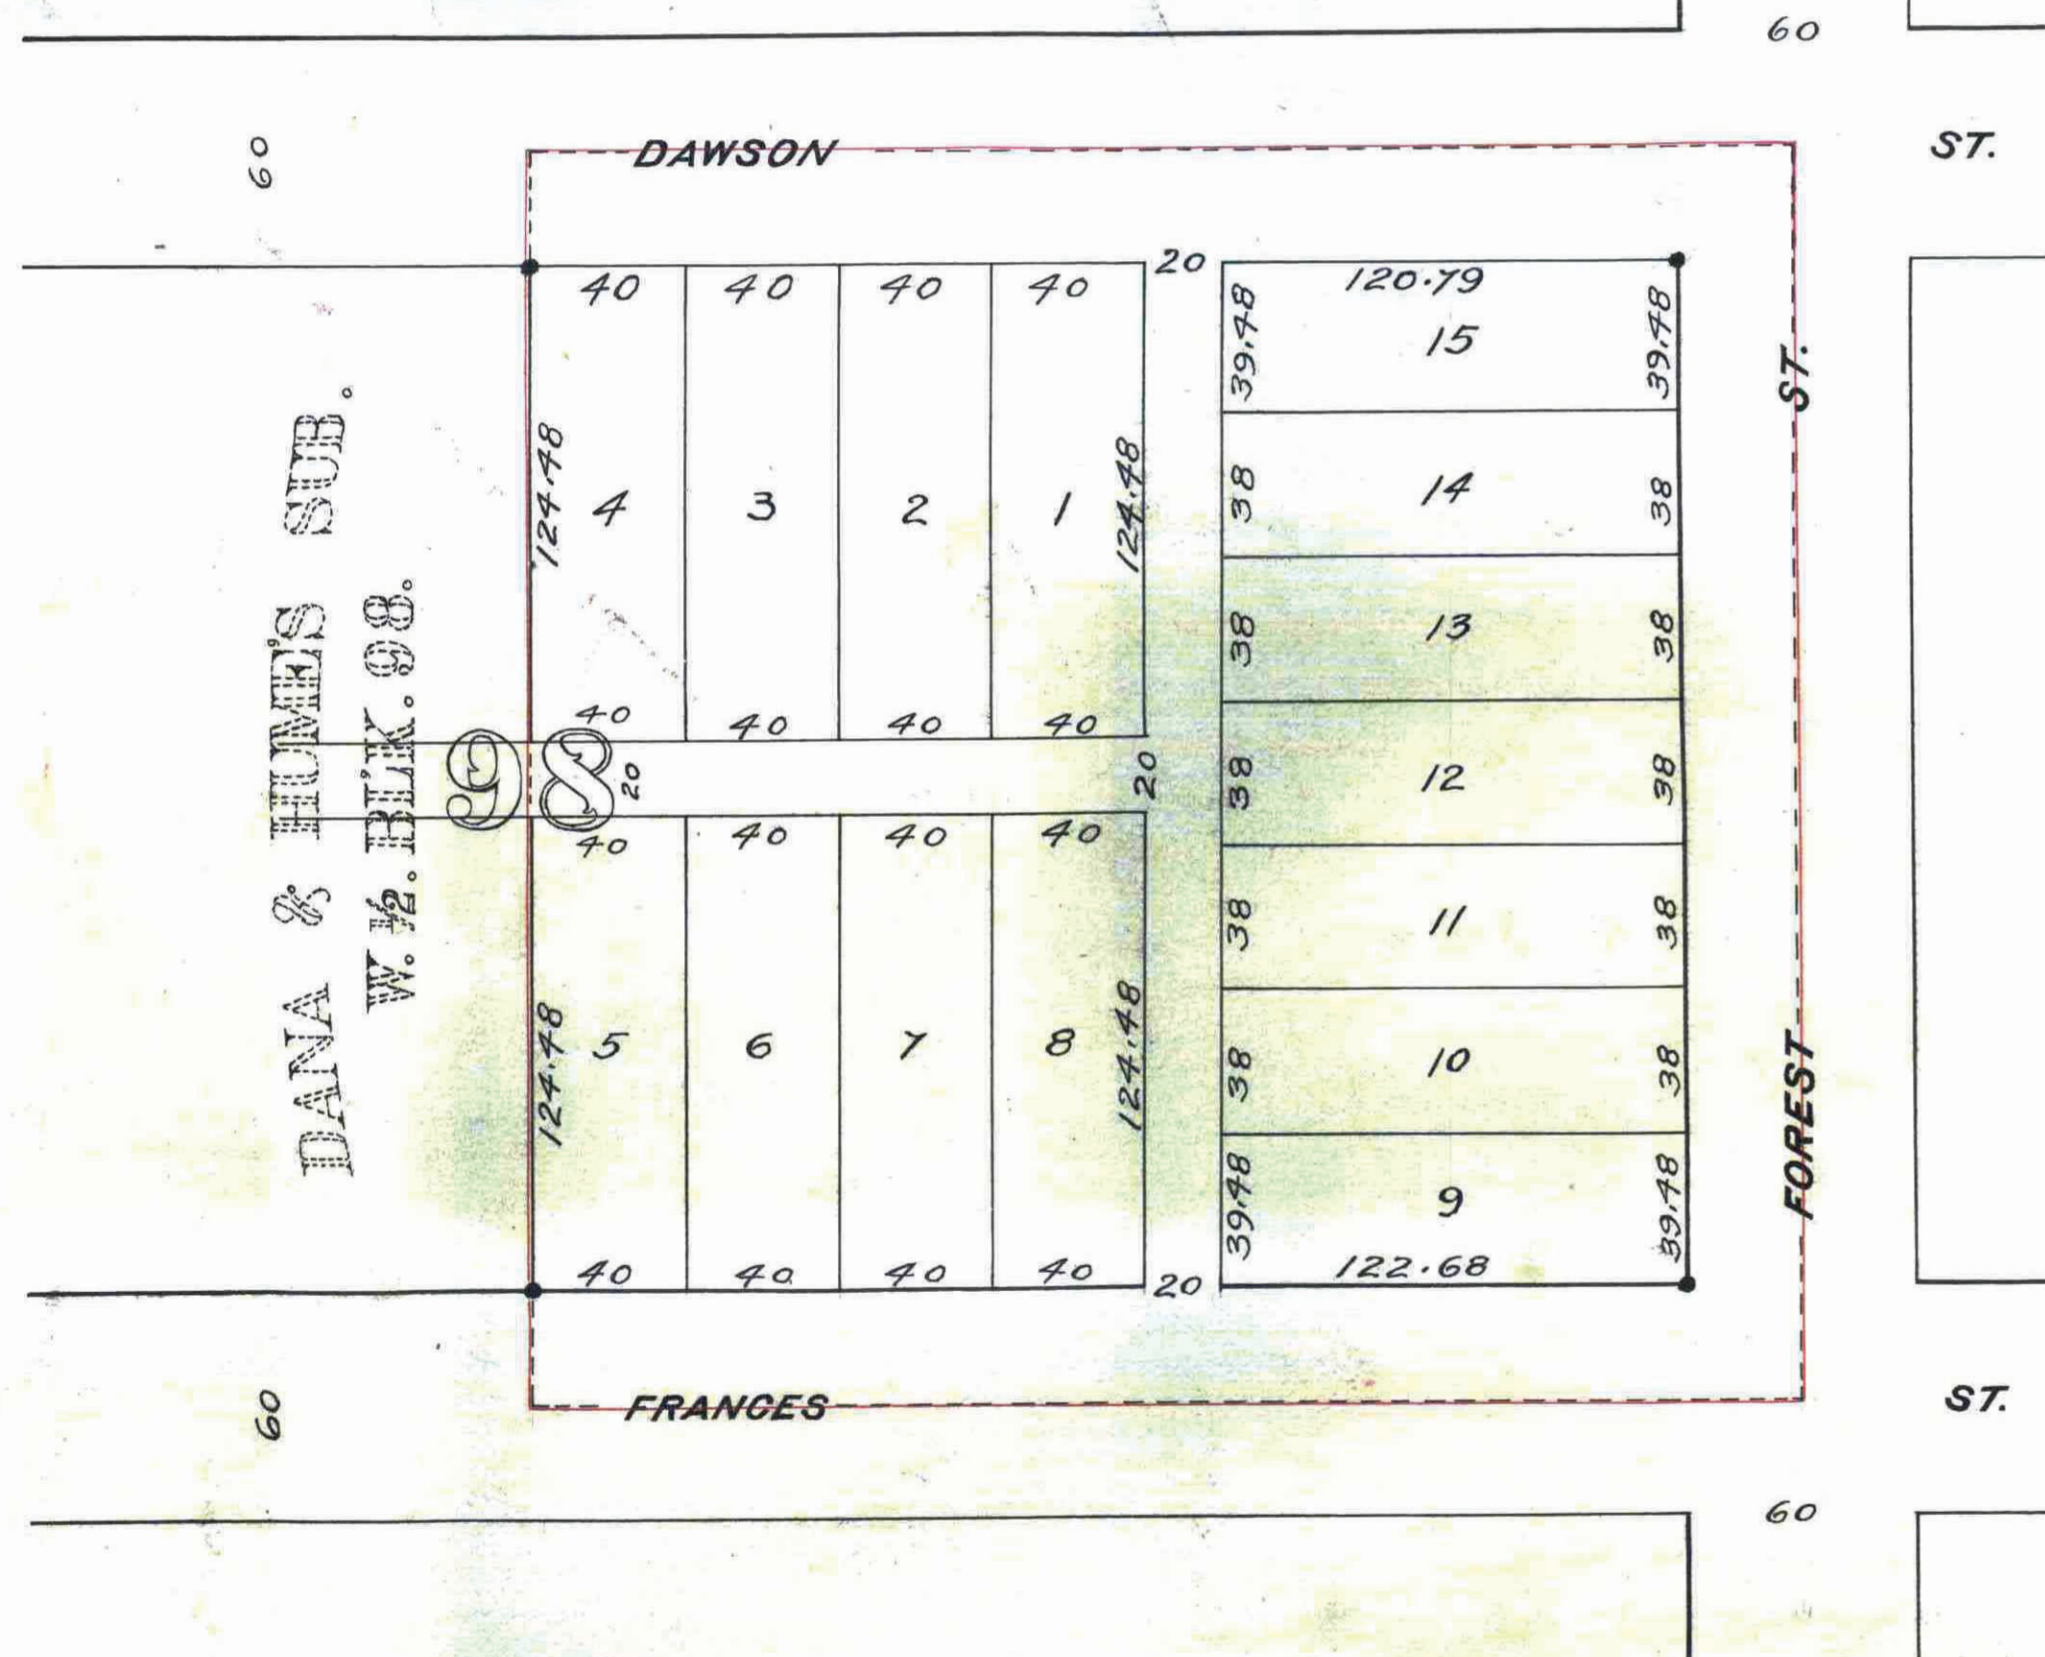 60
60
DAWSON ST.
40 40 40 40 20 120.79
39.48 39.48
15
ST.
DANA & HUME'S SUB.
W. ½. BL'K. 98.
124.48 4 3 2 1 124.48
38 14 38
38 13 38
40 40 40 40
98 20 20
38 12 38
40 40 40 40
38 11 38
124.48 5 6 7 8 124.48
38 10 38
FOREST
39.48 9 39.48
40 40 40 40 20 122.68
60 FRANCES ST.
60